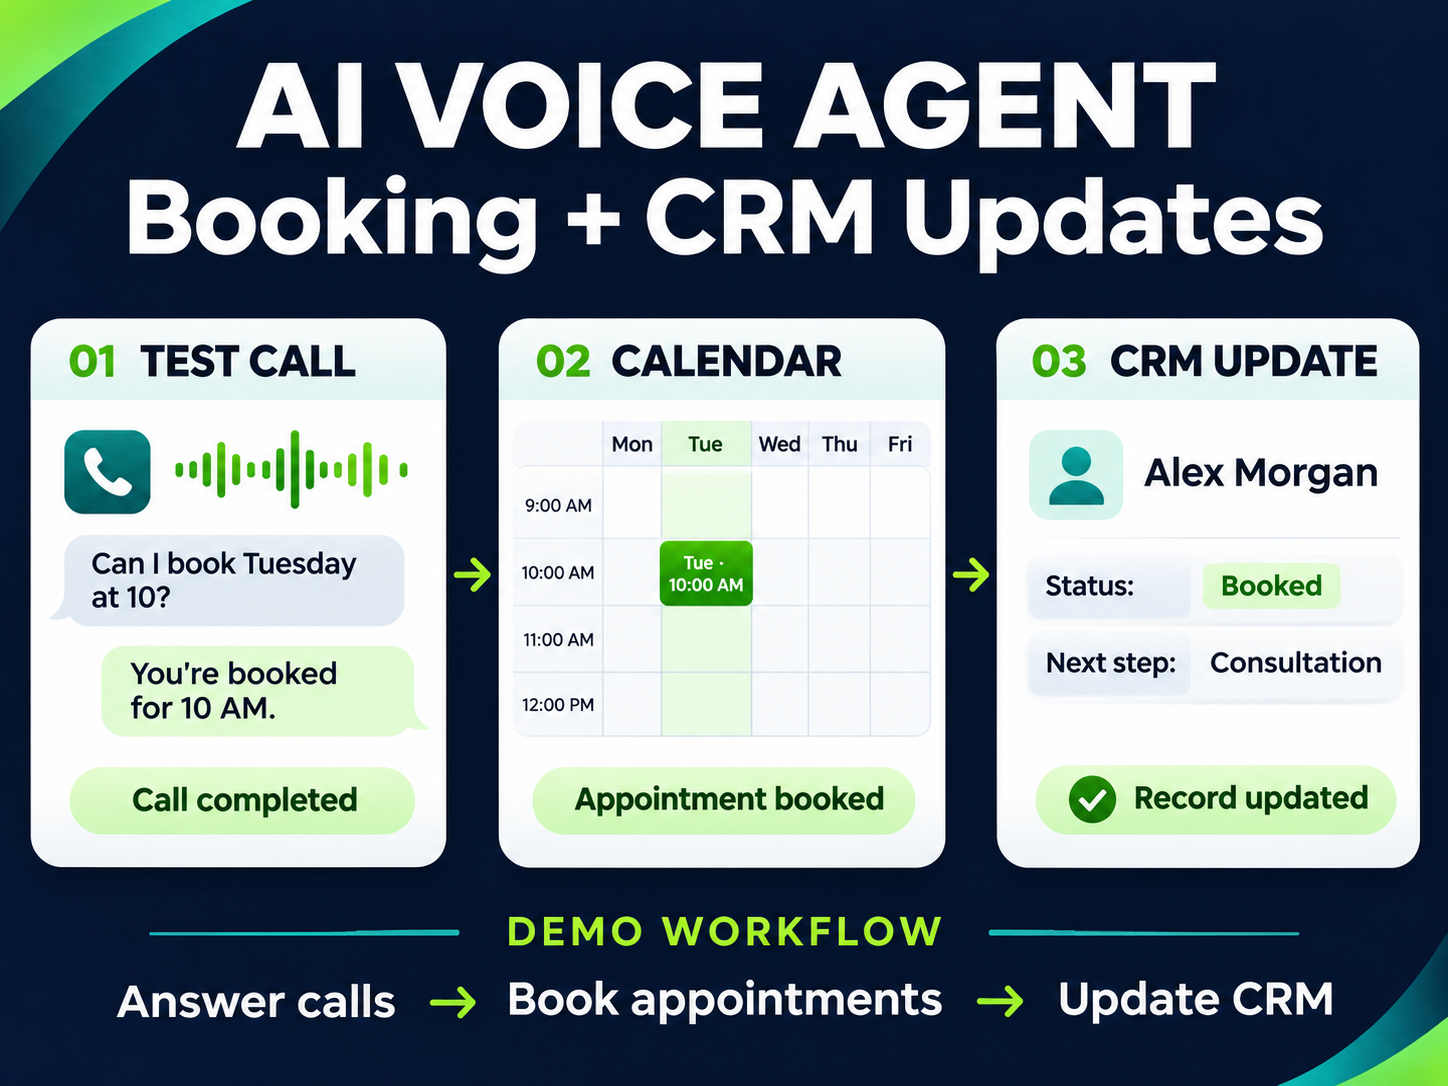 AI VOICE AGENT
Booking + CRM Updates
01 TEST CALL
Can I book Tuesday
at 10?
You're booked
for 10 AM.
Call completed
02 CALENDAR
Mon Tue Wed Thu Fri
9:00 AM
10:00 AM
Tue ·
10:00 AM
11:00 AM
12:00 PM
Appointment booked
03 CRM UPDATE
Alex Morgan
Status: Booked
Next step: Consultation
Record updated
DEMO WORKFLOW
Answer calls → Book appointments → Update CRM